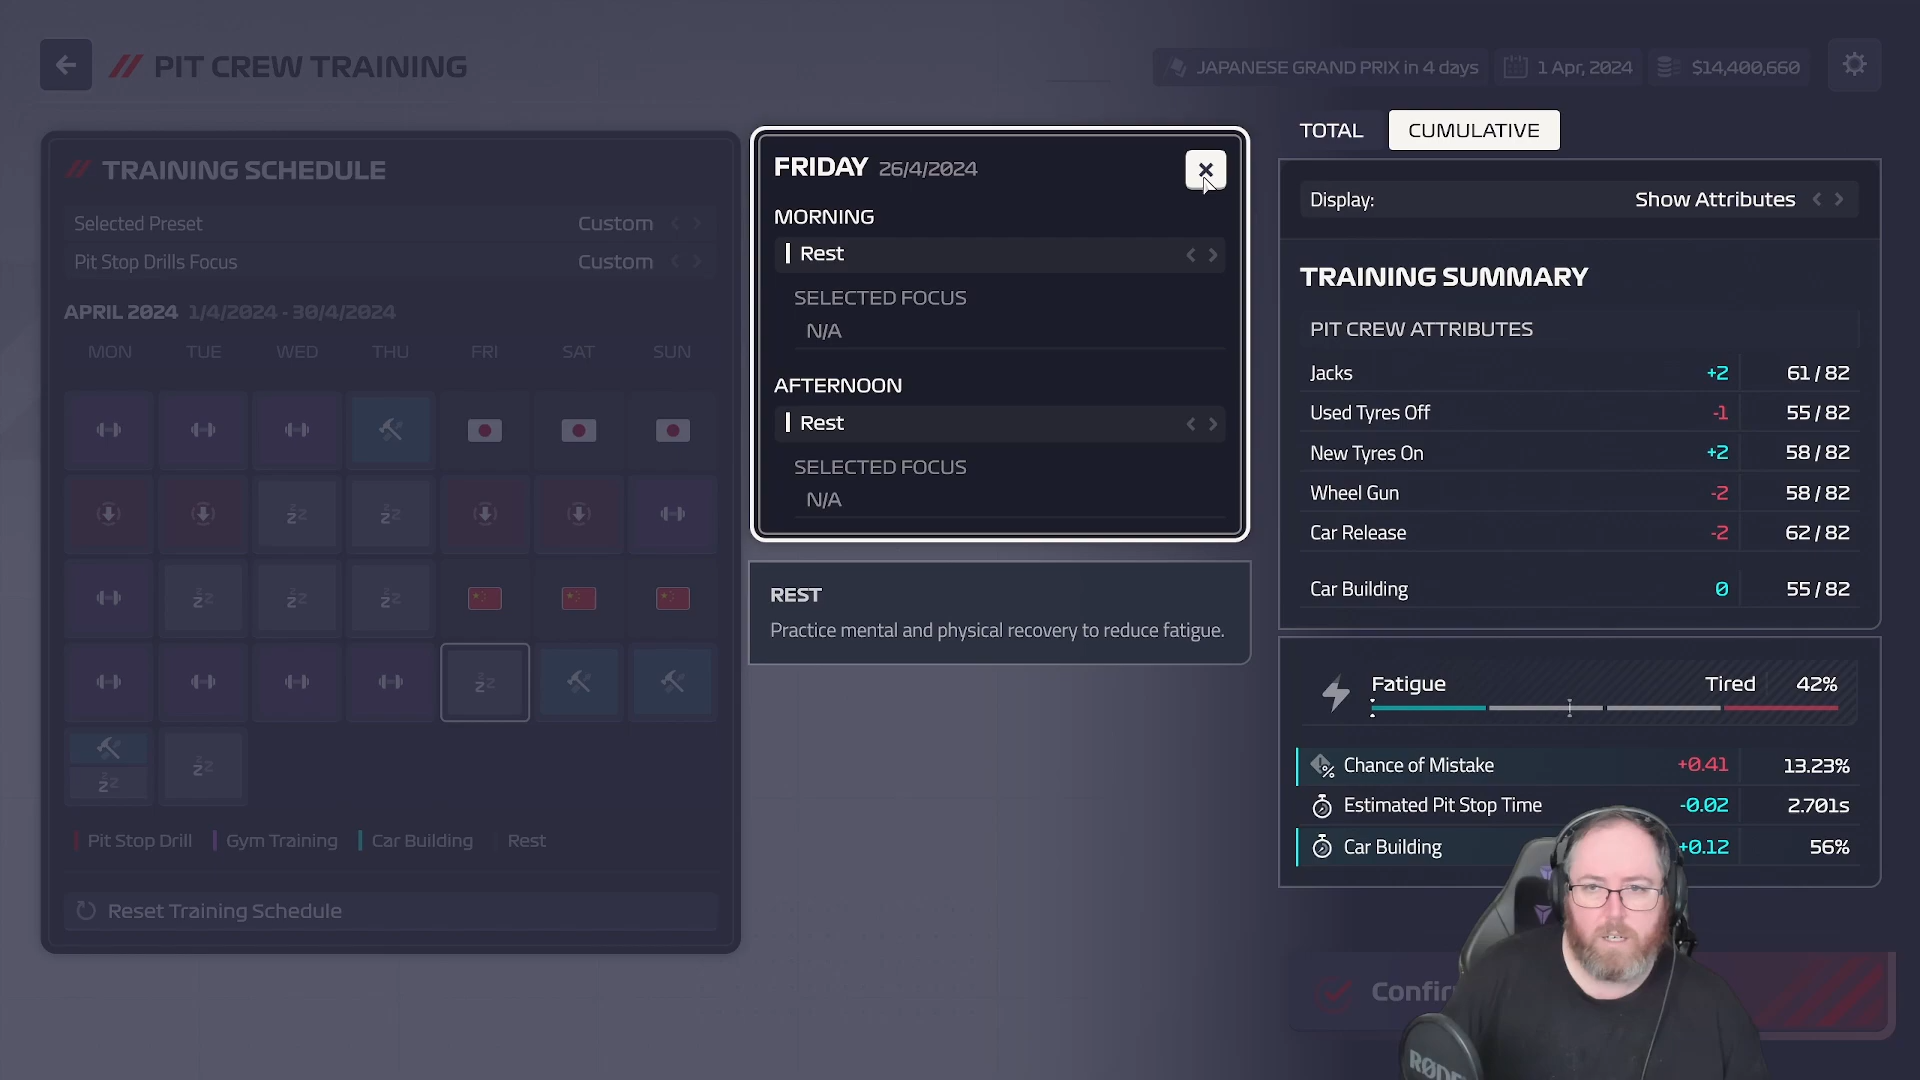 PIT CREW TRAINING
JAPANESE GRAND PRIX in 4 days
1 Apr, 2024
$14,400,660
TRAINING SCHEDULE
Selected Preset Custom
Pit Stop Drills Focus Custom
APRIL 2024 1/4/2024 - 30/4/2024
MON TUE WED THU FRI SAT SUN
Pit Stop Drill Gym Training Car Building Rest
Reset Training Schedule
FRIDAY 26/4/2024
MORNING
Rest
SELECTED FOCUS
N/A
AFTERNOON
Rest
SELECTED FOCUS
N/A
REST
Practice mental and physical recovery to reduce fatigue.
TOTAL CUMULATIVE
Display: Show Attributes
TRAINING SUMMARY
PIT CREW ATTRIBUTES
Jacks +2 61 / 82
Used Tyres Off -1 55 / 82
New Tyres On +2 58 / 82
Wheel Gun -2 58 / 82
Car Release -2 62 / 82
Car Building 0 55 / 82
Fatigue Tired 42%
Chance of Mistake +0.41 13.23%
Estimated Pit Stop Time -0.02 2.701s
Car Building +0.12 56%